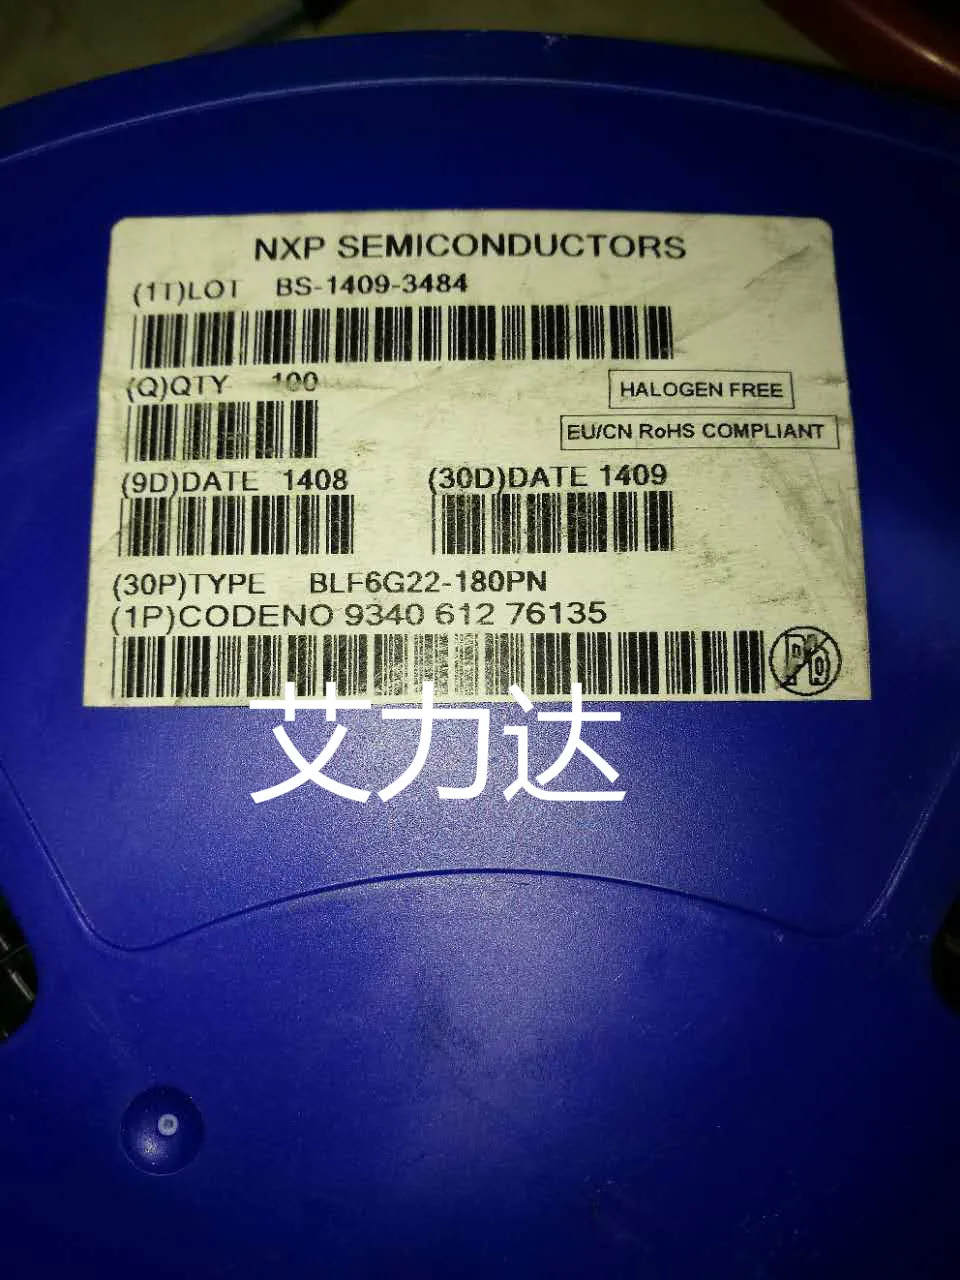 NXP SEMICONDUCTORS
(1T)LOT BS-1409-3484
(Q)QTY 100
HALOGEN FREE
EU/CN RoHS COMPLIANT
(9D)DATE 1408 (30D)DATE 1409
(30P)TYPE BLF6G22-180PN
(1P)CODENO 9340 612 76135
Pb
艾力达